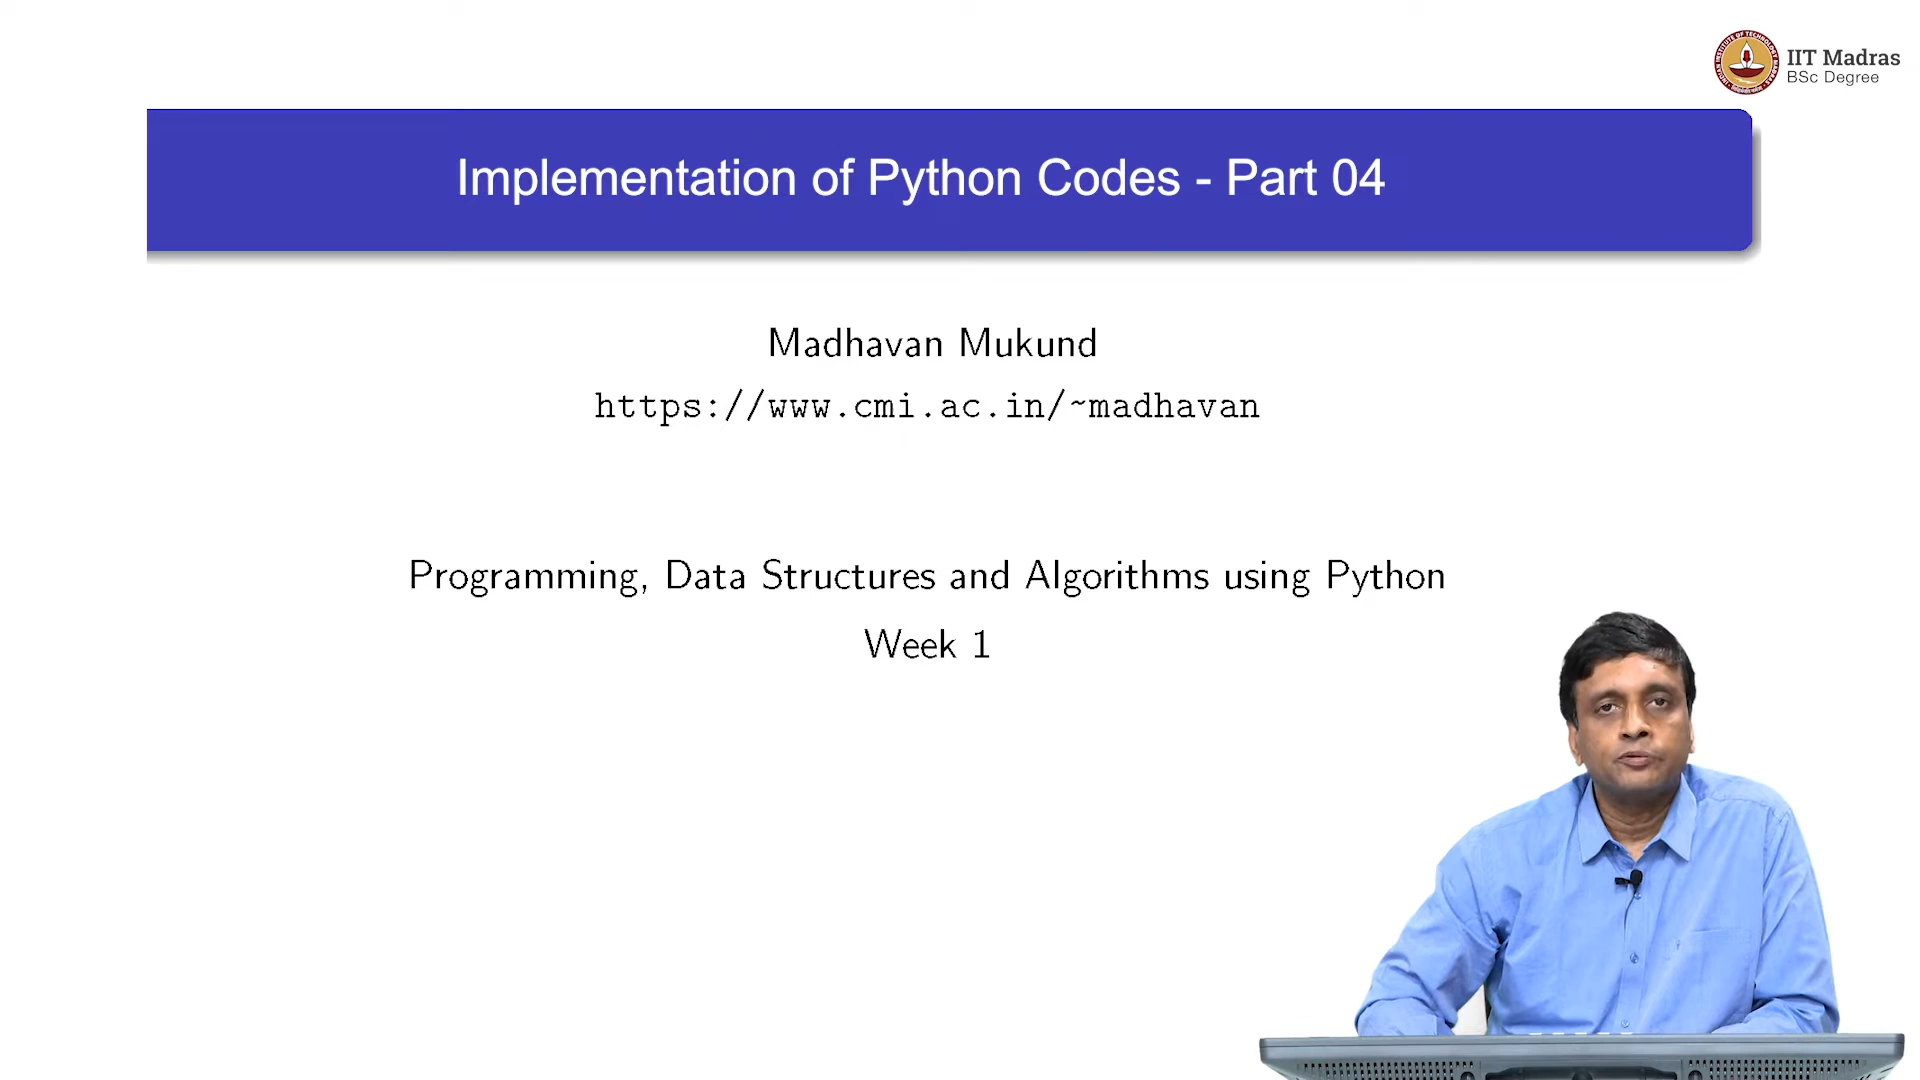 IIT Madras
BSc Degree
Implementation of Python Codes - Part 04
Madhavan Mukund
https://www.cmi.ac.in/~madhavan
Programming, Data Structures and Algorithms using Python
Week 1